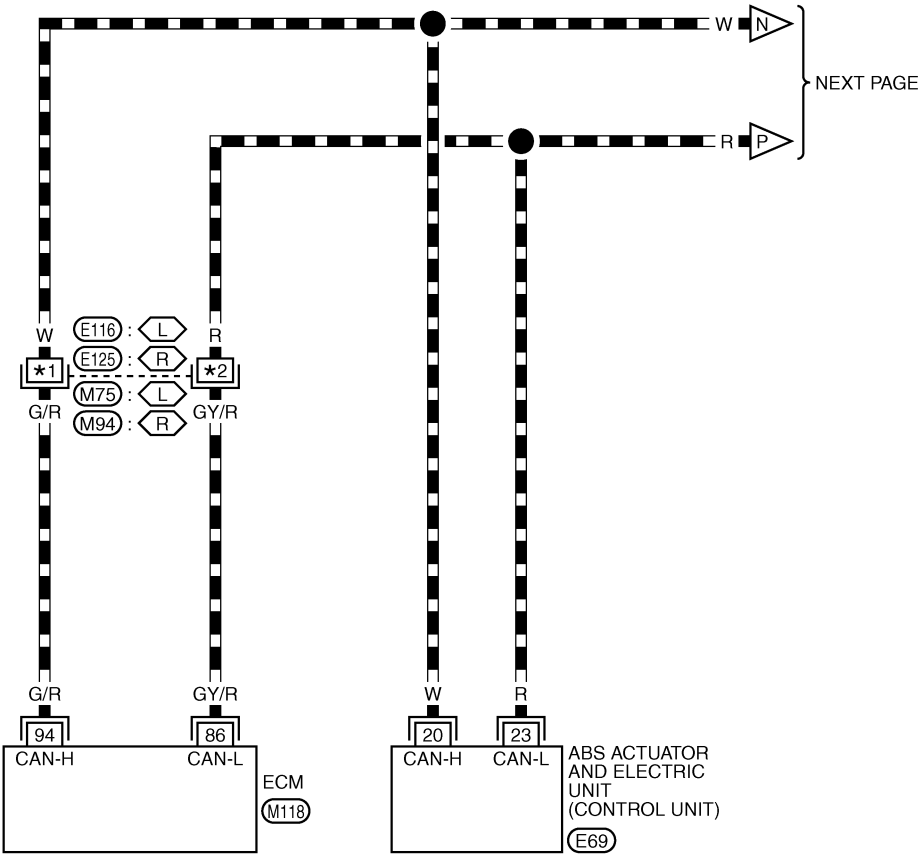 W N
NEXT PAGE
R P
W E116 : L R
E125 : R
*1 *2
M75 : L
G/R GY/R
M94 : R
G/R GY/R W R
94 86 20 23
CAN-H CAN-L CAN-H CAN-L
ABS ACTUATOR
AND ELECTRIC
UNIT
(CONTROL UNIT)
ECM
M118
E69